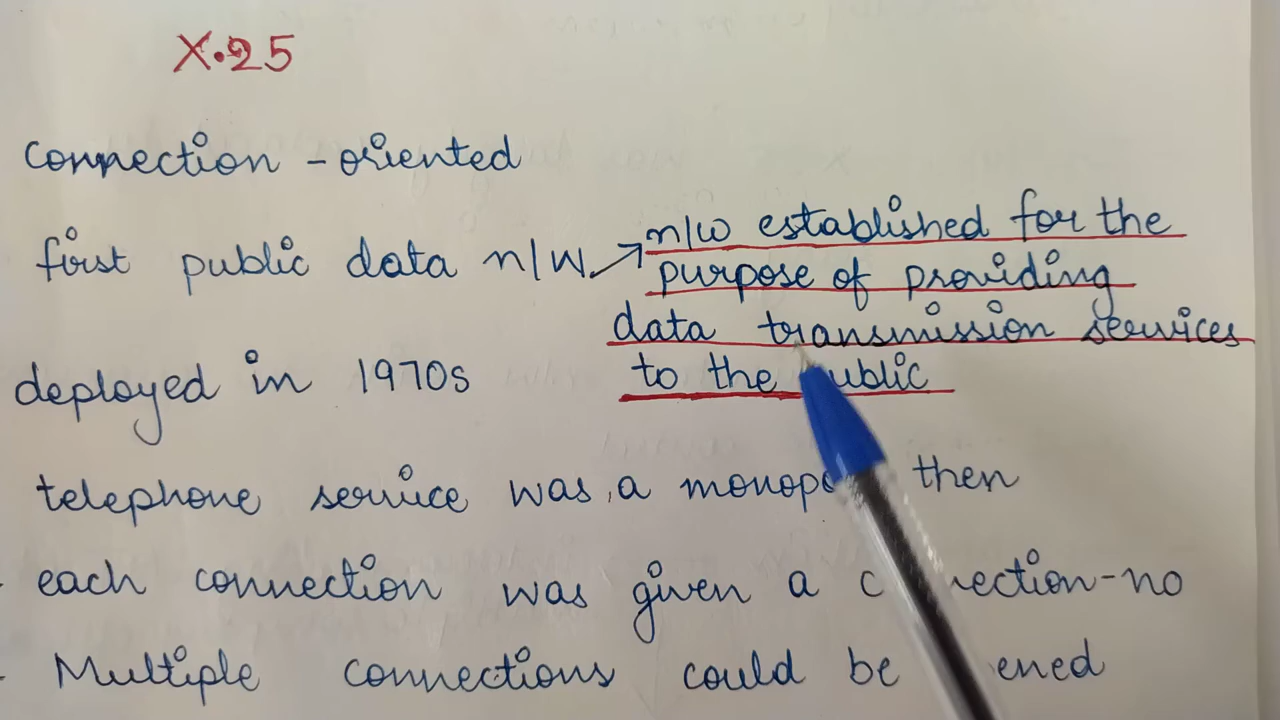 X.25
connection-oriented
first public data n/w → n/w established for the
purpose of providing
data transmission services
to the public
deployed in 1970s
telephone service was a then
each connection was given a
Multiple connections could be